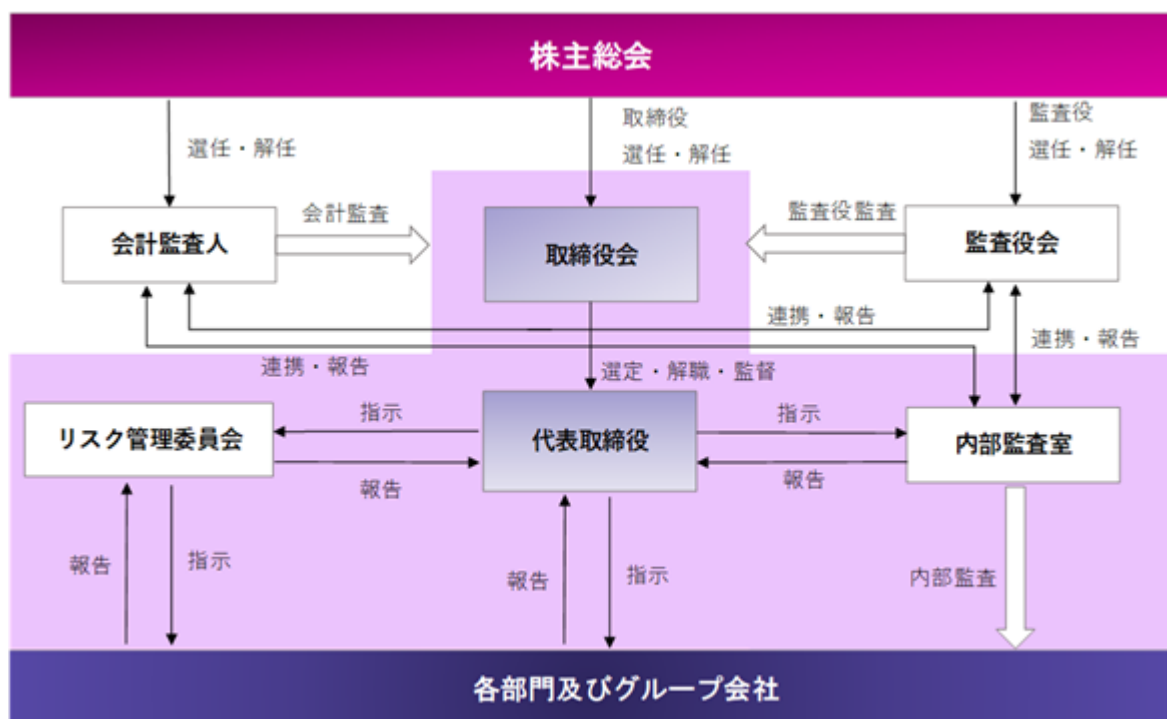 株主総会
選任・解任
取締役
選任・解任
監査役
選任・解任
会計監査人
会計監査
取締役会
監査役監査
監査役会
連携・報告
連携・報告
連携・報告
選定・解職・監督
リスク管理委員会
指示
報告
代表取締役
指示
報告
内部監査室
報告
指示
報告
指示
内部監査
各部門及びグループ会社